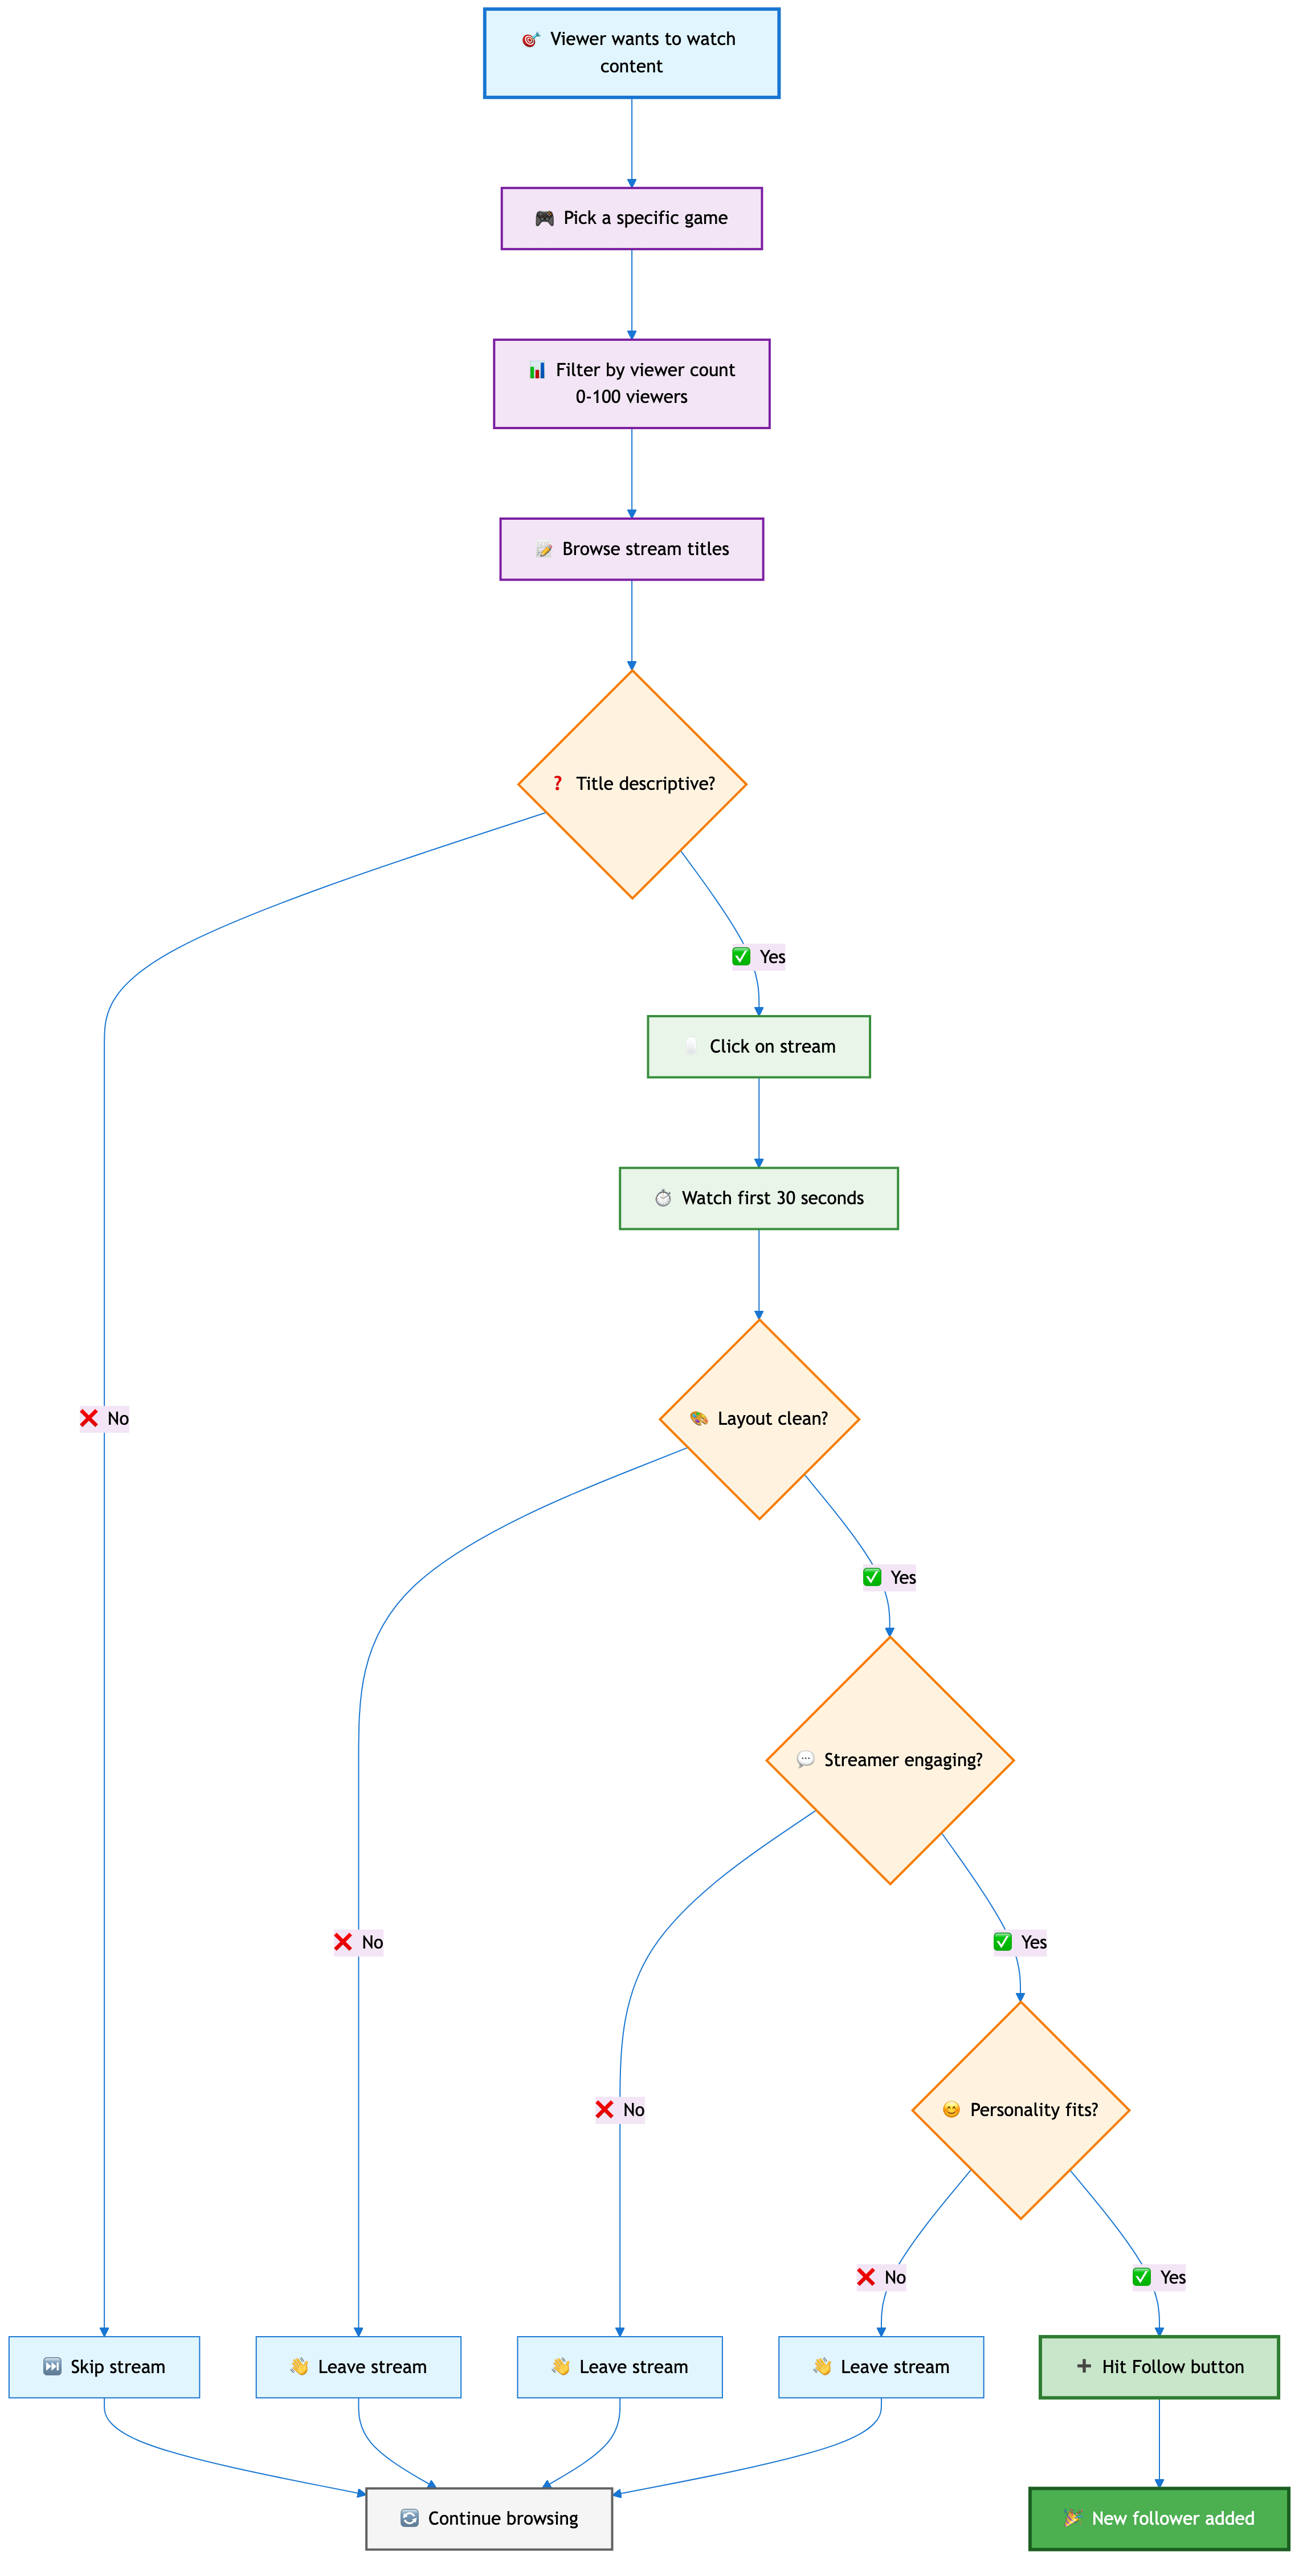 🎯 Viewer wants to watch
content
🎮 Pick a specific game
📊 Filter by viewer count
0-100 viewers
📝 Browse stream titles
❓ Title descriptive?
✅ Yes
🖱️ Click on stream
⏱️ Watch first 30 seconds
🎨 Layout clean?
❌ No
✅ Yes
💬 Streamer engaging?
❌ No
✅ Yes
❌ No
😊 Personality fits?
❌ No
✅ Yes
⏭️ Skip stream
👋 Leave stream
👋 Leave stream
👋 Leave stream
➕ Hit Follow button
🔄 Continue browsing
🎉 New follower added